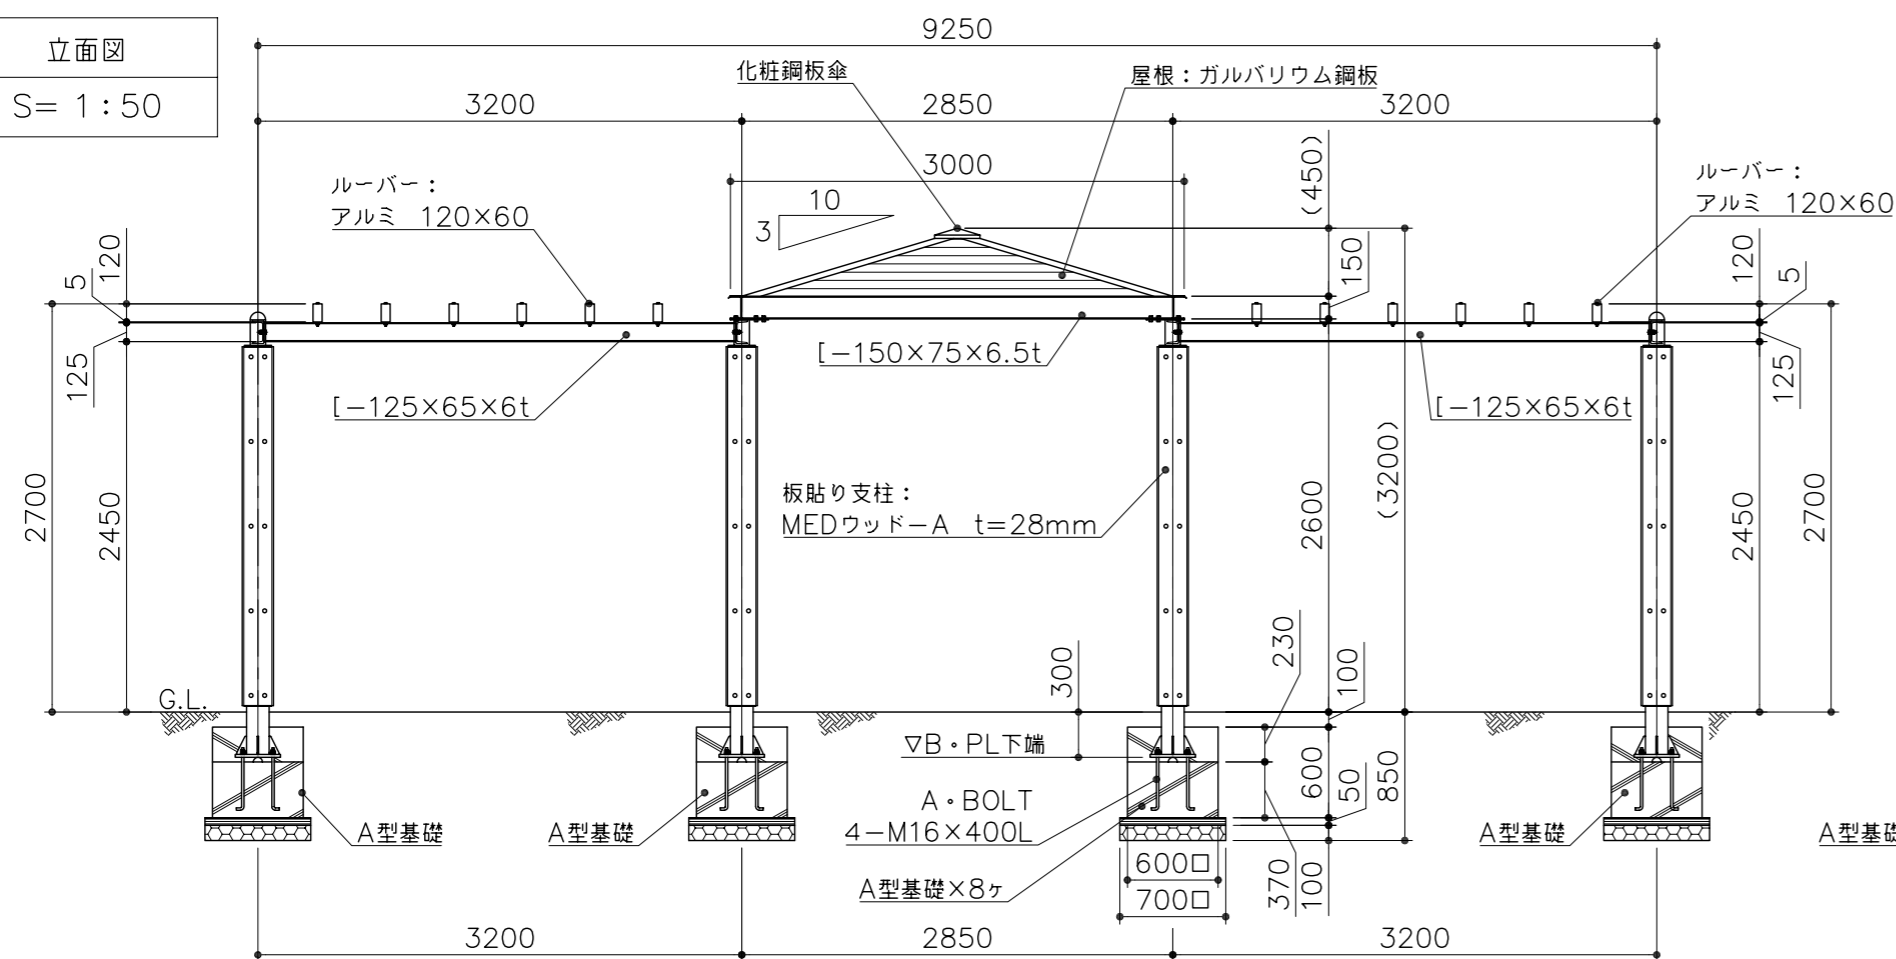 立面図
S= 1:50
9250
化粧鋼板傘
屋根：ガルバリウム鋼板
3200
2850
3200
3000
(450)
ルーバー：
アルミ 120×60
10
3
ルーバー：
アルミ 120×60
120
5
125
150
120
5
125
[-150×75×6.5t
[-125×65×6t
[-125×65×6t
2700
2450
板貼り支柱：
MEDウッド-A t=28mm
2600
(3200)
2450
2700
G.L.
300
230
100
▽B・PL下端
A・BOLT
4-M16×400L
600
50
850
A型基礎
A型基礎
A型基礎×8ヶ
600□
700□
370
100
A型基礎
A型基礎
3200
2850
3200